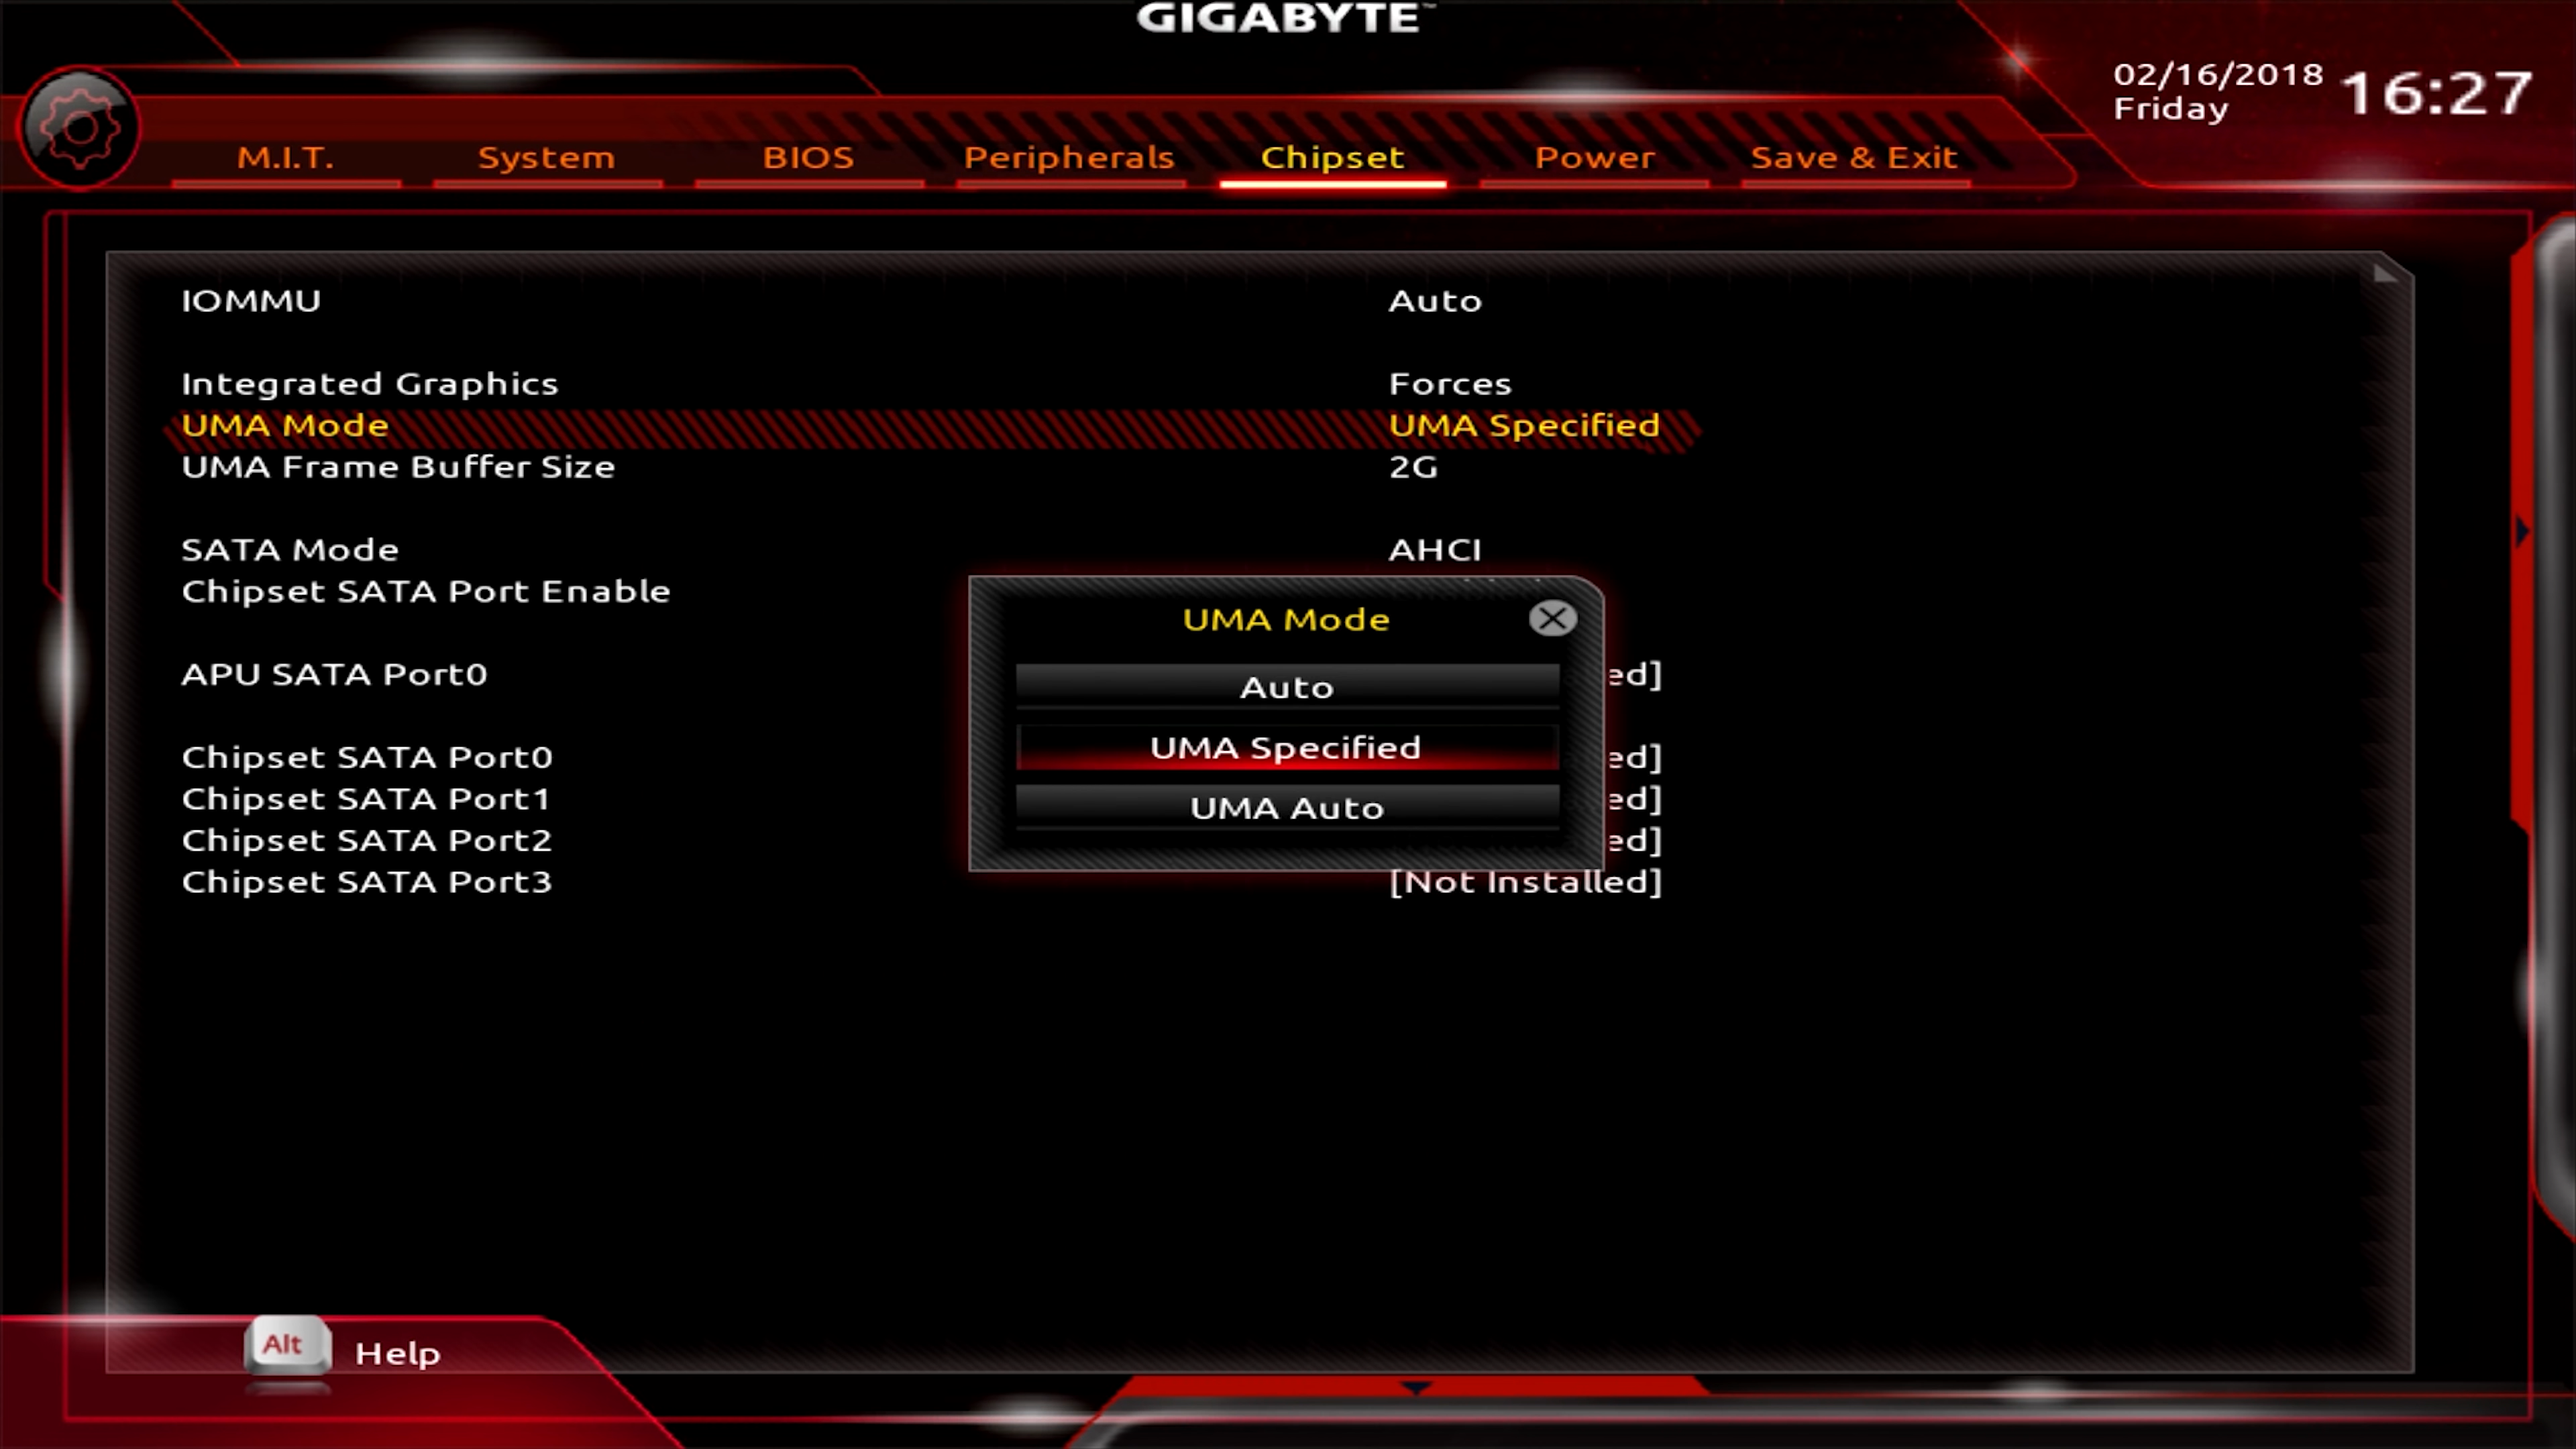 GIGABYTE™
02/16/2018
Friday
16:27
M.I.T. System BIOS Peripherals Chipset Power Save & Exit
IOMMU Auto
Integrated Graphics Forces
UMA Mode UMA Specified
UMA Frame Buffer Size 2G
SATA Mode AHCI
Chipset SATA Port Enable
UMA Mode
Auto
UMA Specified
UMA Auto
APU SATA Port0 ed]
Chipset SATA Port0 ed]
Chipset SATA Port1 ed]
Chipset SATA Port2 ed]
Chipset SATA Port3 [Not Installed]
Alt Help